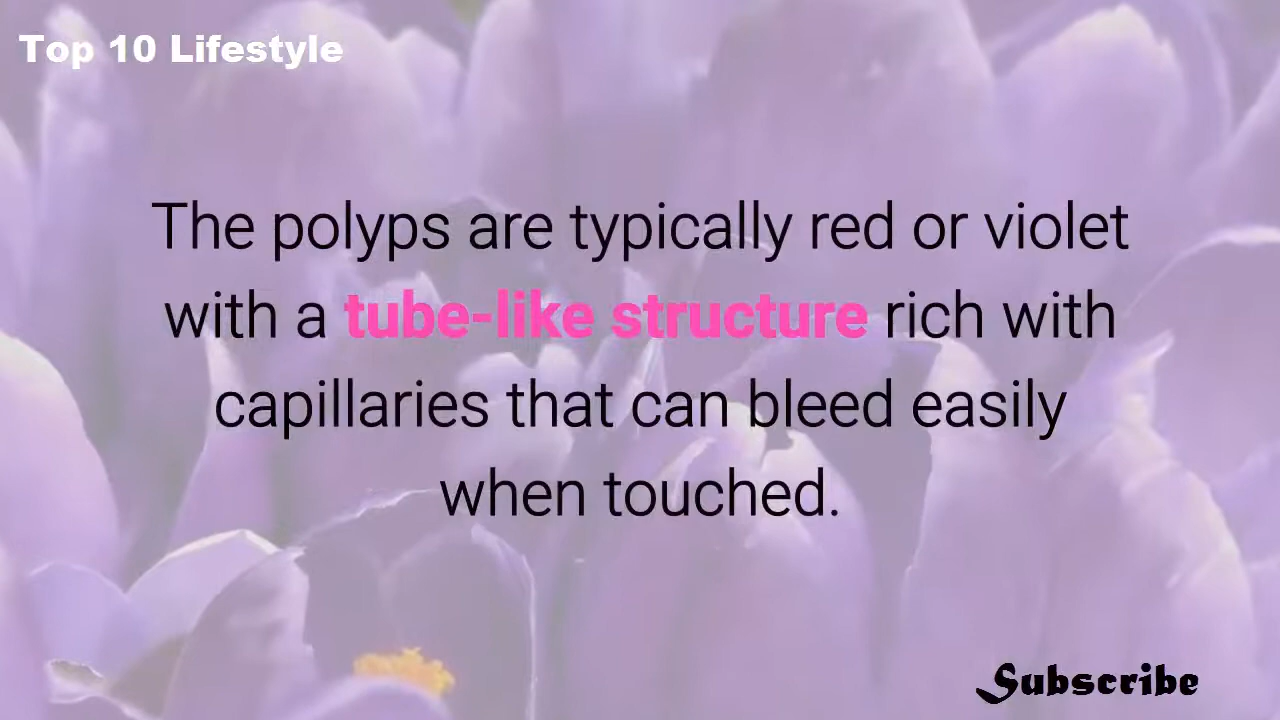 Top 10 Lifestyle
The polyps are typically red or violet
with a tube-like structure rich with
capillaries that can bleed easily
when touched.
Subscribe